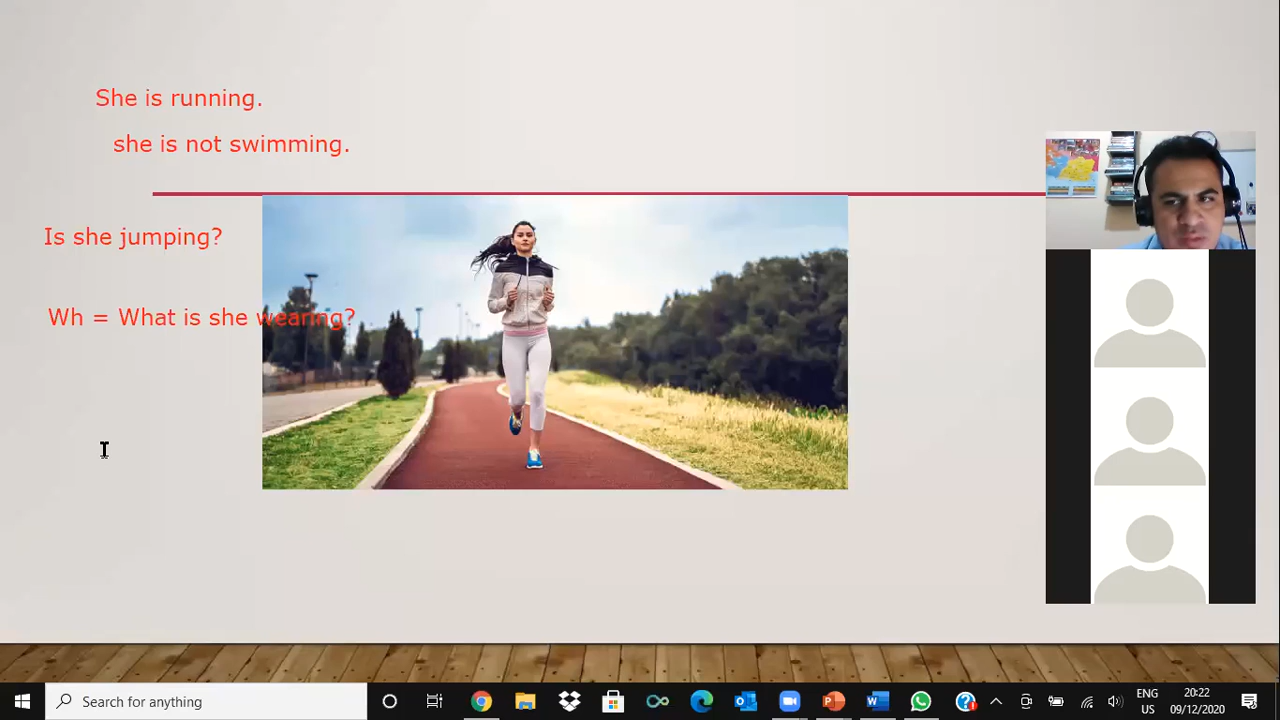 She is running.
she is not swimming.
Is she jumping?
Wh = What is she wearing?
Search for anything
ENG
US
20:22
09/12/2020